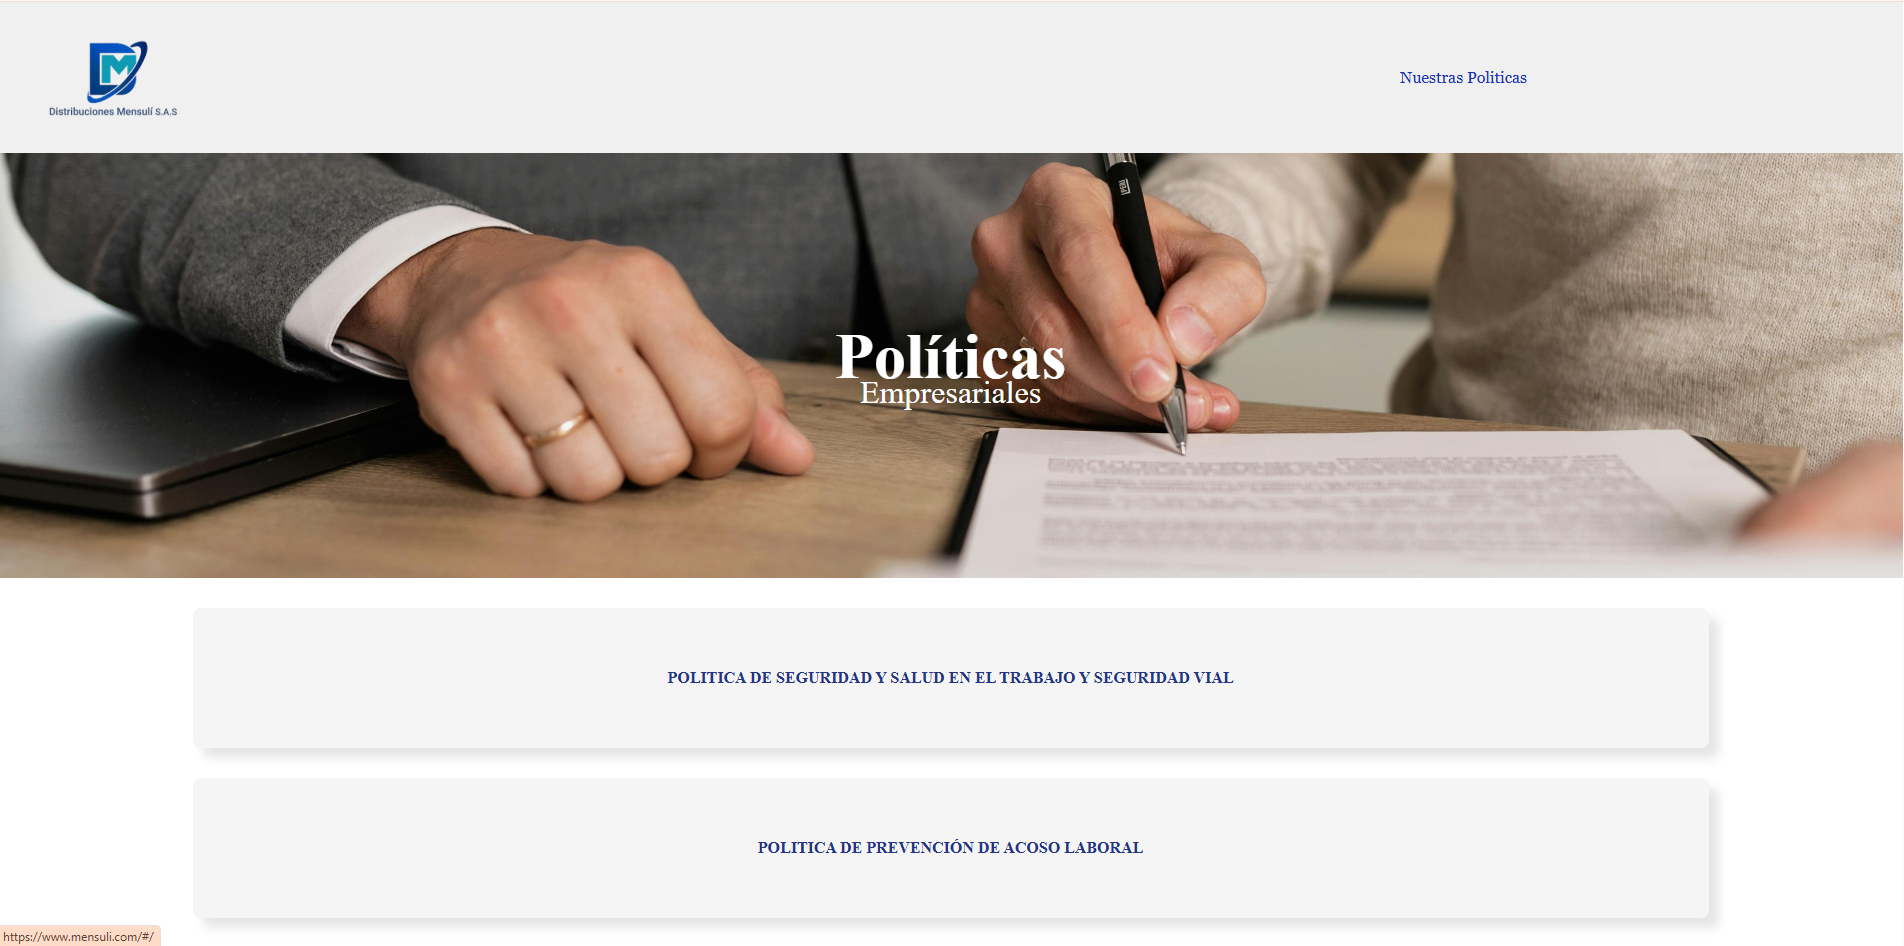 DM
Distribuciones Mensulí S.A.S
Nuestras Politicas
Políticas
Empresariales
POLITICA DE SEGURIDAD Y SALUD EN EL TRABAJO Y SEGURIDAD VIAL
POLITICA DE PREVENCIÓN DE ACOSO LABORAL
https://www.mensuli.com/#/